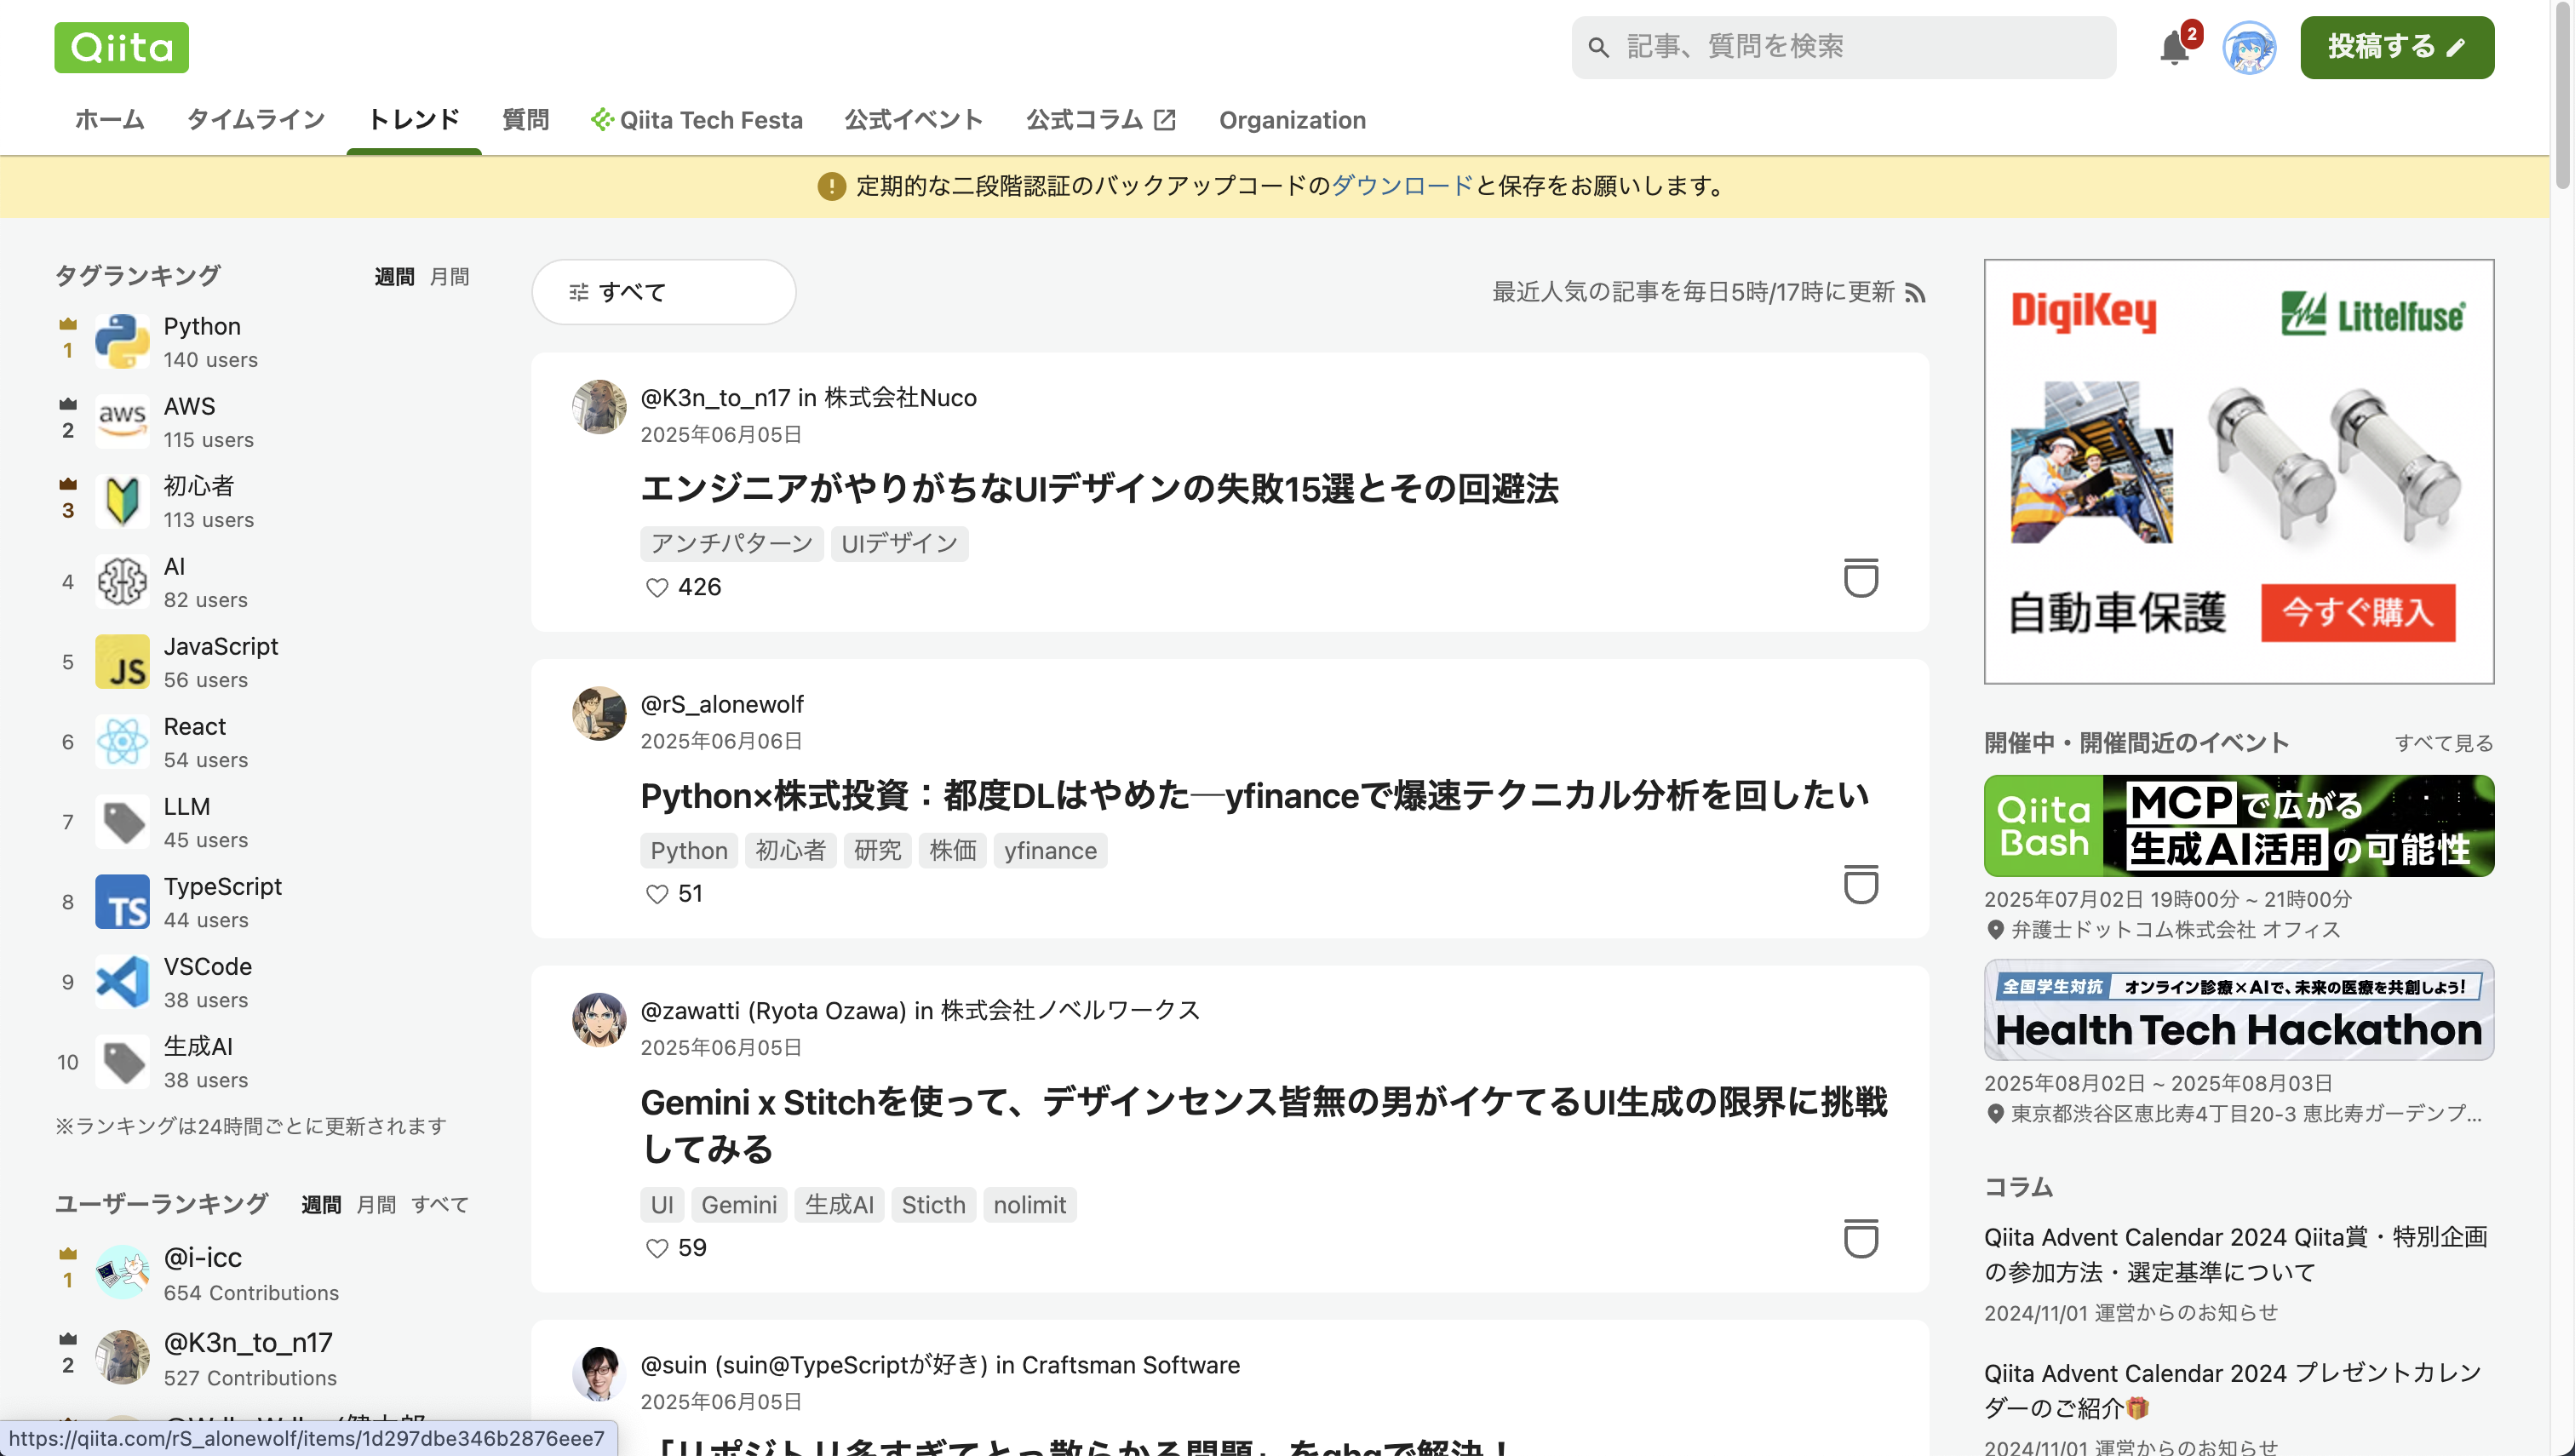 Qiita
記事、質問を検索
2
投稿する
ホーム
タイムライン
トレンド
質問
Qiita Tech Festa
公式イベント
公式コラム
Organization
定期的な二段階認証のバックアップコードのダウンロードと保存をお願いします。
タグランキング
週間 月間
1
Python
140 users
2
aws
AWS
115 users
3
初心者
113 users
4
AI
82 users
5
JS
JavaScript
56 users
6
React
54 users
7
LLM
45 users
8
TS
TypeScript
44 users
9
VSCode
38 users
10
生成AI
38 users
※ランキングは24時間ごとに更新されます
ユーザーランキング
週間 月間 すべて
1
@i-icc
654 Contributions
2
@K3n_to_n17
527 Contributions
https://qiita.com/rS_alonewolf/items/1d297dbe346b2876eee7
すべて
最近人気の記事を毎日5時/17時に更新
@K3n_to_n17 in 株式会社Nuco
2025年06月05日
エンジニアがやりがちなUIデザインの失敗15選とその回避法
アンチパターン UIデザイン
426
@rS_alonewolf
2025年06月06日
Python×株式投資：都度DLはやめた─yfinanceで爆速テクニカル分析を回したい
Python 初心者 研究 株価 yfinance
51
@zawatti (Ryota Ozawa) in 株式会社ノベルワークス
2025年06月05日
Gemini x Stitchを使って、デザインセンス皆無の男がイケてるUI生成の限界に挑戦
してみる
UI Gemini 生成AI Sticth nolimit
59
@suin (suin@TypeScriptが好き) in Craftsman Software
2025年06月05日
「リポジトリ多すぎてとっ散らかる問題」をghqで解決！
DigiKey
Littelfuse
自動車保護
今すぐ購入
開催中・開催間近のイベント
すべて見る
Qiita
Bash
MCPで広がる
生成AI活用の可能性
2025年07月02日 19時00分 ~ 21時00分
弁護士ドットコム株式会社 オフィス
全国学生対抗 オンライン診療×AIで、未来の医療を共創しよう！
Health Tech Hackathon
2025年08月02日 ~ 2025年08月03日
東京都渋谷区恵比寿4丁目20-3 恵比寿ガーデンプ...
コラム
Qiita Advent Calendar 2024 Qiita賞・特別企画
の参加方法・選定基準について
2024/11/01 運営からのお知らせ
Qiita Advent Calendar 2024 プレゼントカレン
ダーのご紹介🎁
2024/11/01 運営からのお知らせ